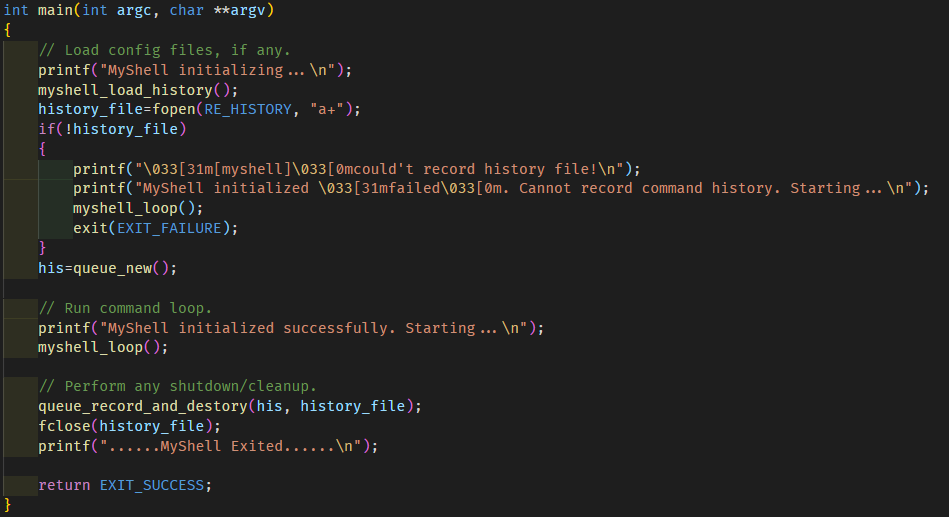 int main(int argc, char **argv)
{
    // Load config files, if any.
    printf("MyShell initializing...\n");
    myshell_load_history();
    history_file=fopen(RE_HISTORY, "a+");
    if(!history_file)
    {
        printf("\033[31m[myshell]\033[0mcould't record history file!\n");
        printf("MyShell initialized \033[31mfailed\033[0m. Cannot record command history. Starting...\n");
        myshell_loop();
        exit(EXIT_FAILURE);
    }
    his=queue_new();

    // Run command loop.
    printf("MyShell initialized successfully. Starting...\n");
    myshell_loop();

    // Perform any shutdown/cleanup.
    queue_record_and_destory(his, history_file);
    fclose(history_file);
    printf("......MyShell Exited......\n");

    return EXIT_SUCCESS;
}